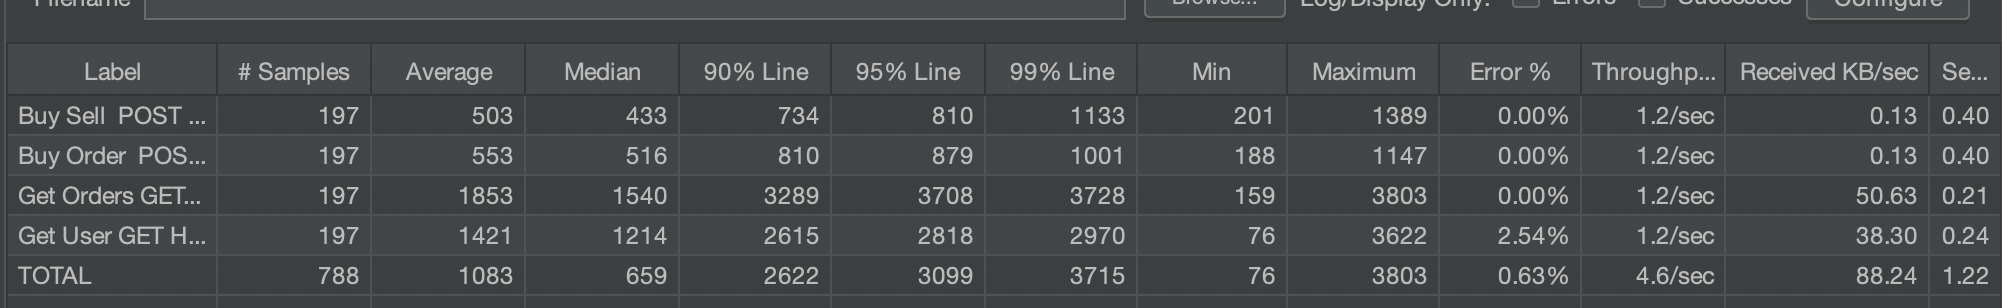 Filename Browse... Log/Display Only: Errors Successes Configure
Label # Samples Average Median 90% Line 95% Line 99% Line Min Maximum Error % Throughp... Received KB/sec Se...
Buy Sell POST ... 197 503 433 734 810 1133 201 1389 0.00% 1.2/sec 0.13 0.40
Buy Order POS... 197 553 516 810 879 1001 188 1147 0.00% 1.2/sec 0.13 0.40
Get Orders GET... 197 1853 1540 3289 3708 3728 159 3803 0.00% 1.2/sec 50.63 0.21
Get User GET H... 197 1421 1214 2615 2818 2970 76 3622 2.54% 1.2/sec 38.30 0.24
TOTAL 788 1083 659 2622 3099 3715 76 3803 0.63% 4.6/sec 88.24 1.22